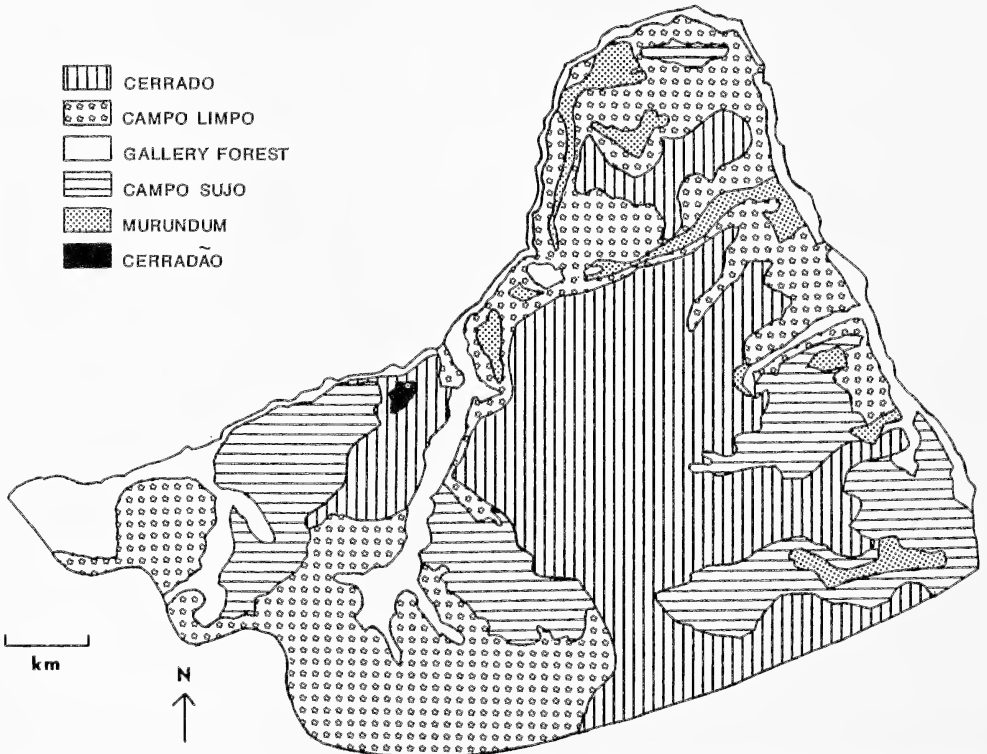 CERRADO
CAMPO LIMPO
GALLERY FOREST
CAMPO SUJO
MURUNDUM
CERRADÃO
km
N